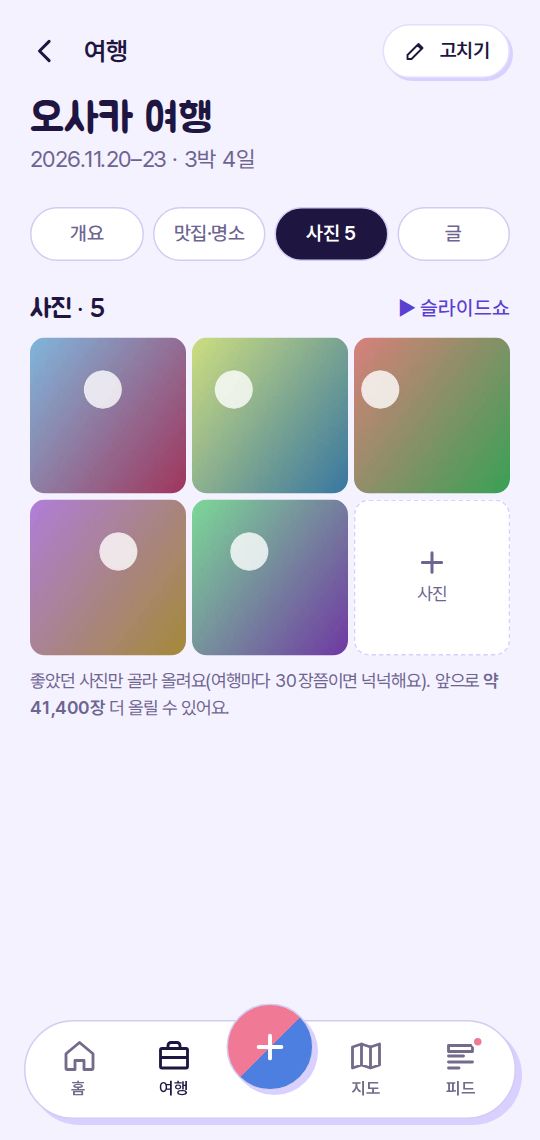 여행
고치기
오사카 여행
2026.11.20–23 · 3박 4일
개요
맛집·명소
사진 5
글
사진 · 5
▶ 슬라이드쇼
사진
좋았던 사진만 골라 올려요(여행마다 30장쯤이면 넉넉해요). 앞으로 약
41,400장 더 올릴 수 있어요.
홈
여행
지도
피드